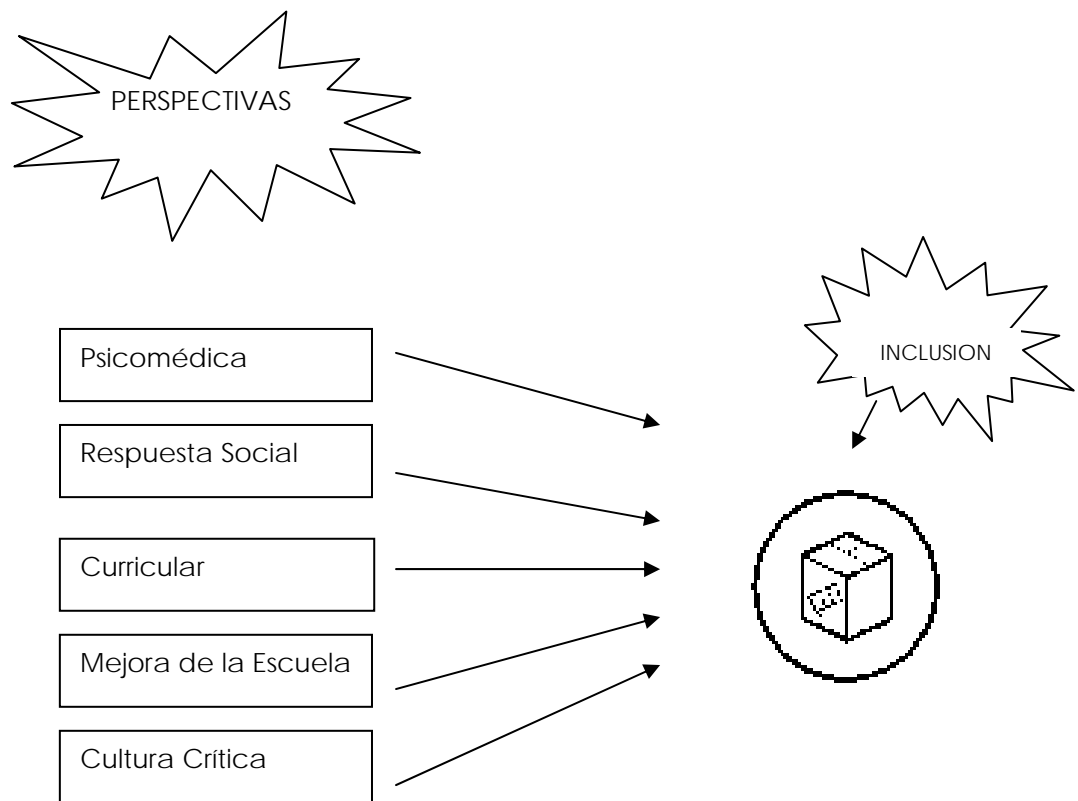 PERSPECTIVAS
INCLUSION
Psicomédica
Respuesta Social
Curricular
Mejora de la Escuela
Cultura Crítica